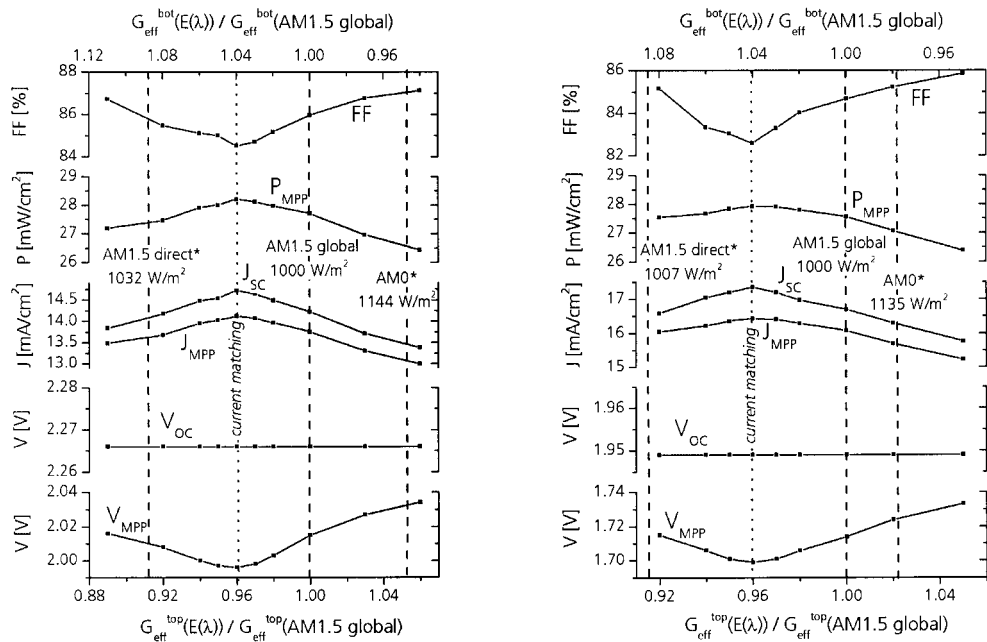 G_eff^bot(E(λ)) / G_eff^bot(AM1.5 global)
1.12 1.08 1.04 1.00 0.96
FF [%]
88
86
84
FF
P [mW/cm²]
29
28
27
26
P_MPP
AM1.5 direct*
1032 W/m²
AM1.5 global
1000 W/m²
AM0*
1144 W/m²
J [mA/cm²]
14.5
14.0
13.5
13.0
J_SC
J_MPP
current matching
V [V]
2.28
2.27
2.26
V_OC
V [V]
2.04
2.02
2.00
V_MPP
0.88 0.92 0.96 1.00 1.04
G_eff^top(E(λ)) / G_eff^top(AM1.5 global)
G_eff^bot(E(λ)) / G_eff^bot(AM1.5 global)
1.08 1.04 1.00 0.96
FF [%]
86
84
82
FF
P [mW/cm²]
29
28
27
26
P_MPP
AM1.5 direct*
1007 W/m²
AM1.5 global
1000 W/m²
AM0*
1135 W/m²
J [mA/cm²]
17
16
15
J_SC
J_MPP
current matching
V [V]
1.96
1.95
V_OC
V [V]
1.74
1.72
1.70
V_MPP
0.92 0.96 1.00 1.04
G_eff^top(E(λ)) / G_eff^top(AM1.5 global)